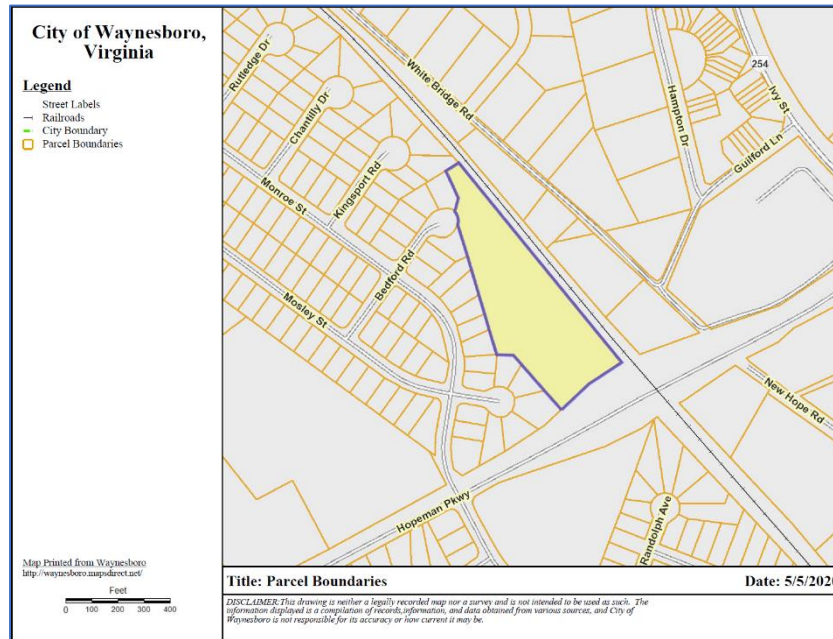 City of Waynesboro,
Virginia
Legend
Street Labels
Railroads
City Boundary
Parcel Boundaries
Rutledge Dr
Chantilly Dr
Kingsport Rd
Monroe St
Bedford Rd
Mosley St
White Bridge Rd
Hampton Dr
254
Ivy St
Guilford Ln
New Hope Rd
Hopeman Pkwy
Randolph Ave
Map Printed from Waynesboro
http://waynesboro.mapsdirect.net/
Feet
0 100 200 300 400
Title: Parcel Boundaries
Date: 5/5/2020
DISCLAIMER:This drawing is neither a legally recorded map nor a survey and is not intended to be used as such. The
information displayed is a compilation of records,information, and data obtained from various sources, and City of
Waynesboro is not responsible for its accuracy or how current it may be.